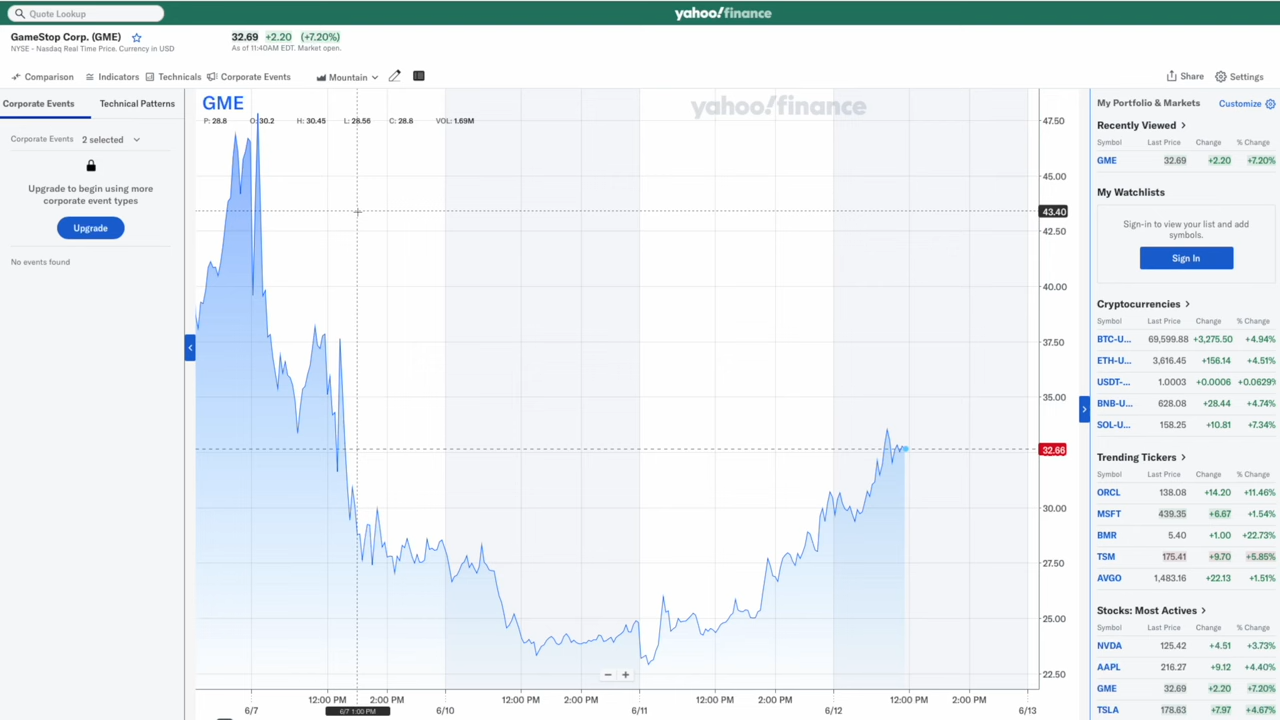 Quote Lookup
yahoo!finance
GameStop Corp. (GME)
NYSE - Nasdaq Real Time Price. Currency in USD
32.69 +2.20 (+7.20%)
As of 11:40AM EDT. Market open.
Comparison Indicators Technicals Corporate Events Mountain
Share Settings
Corporate Events Technical Patterns
Corporate Events 2 selected
Upgrade to begin using more
corporate event types
Upgrade
No events found
GME
P: 28.8 O: 30.2 H: 30.45 L: 28.56 C: 28.8 VOL: 1.69M
yahoo!finance
47.50
45.00
43.40
42.50
40.00
37.50
35.00
32.66
30.00
27.50
25.00
22.50
12:00 PM 2:00 PM 12:00 PM 2:00 PM 12:00 PM 2:00 PM 12:00 PM 2:00 PM
6/7 6/7 1:00 PM 6/10 6/11 6/12 6/13
My Portfolio & Markets Customize
Recently Viewed
Symbol Last Price Change % Change
GME 32.69 +2.20 +7.20%
My Watchlists
Sign-in to view your list and add
symbols.
Sign In
Cryptocurrencies
Symbol Last Price Change % Change
BTC-U... 69,599.88 +3,275.50 +4.94%
ETH-U... 3,616.45 +156.14 +4.51%
USDT-... 1.0003 +0.0006 +0.0629%
BNB-U... 628.08 +28.44 +4.74%
SOL-U... 158.25 +10.81 +7.34%
Trending Tickers
Symbol Last Price Change % Change
ORCL 138.08 +14.20 +11.46%
MSFT 439.35 +6.67 +1.54%
BMR 5.40 +1.00 +22.73%
TSM 175.41 +9.70 +5.85%
AVGO 1,483.16 +22.13 +1.51%
Stocks: Most Actives
Symbol Last Price Change % Change
NVDA 125.42 +4.51 +3.73%
AAPL 216.27 +9.12 +4.40%
GME 32.69 +2.20 +7.20%
TSLA 178.63 +7.97 +4.67%